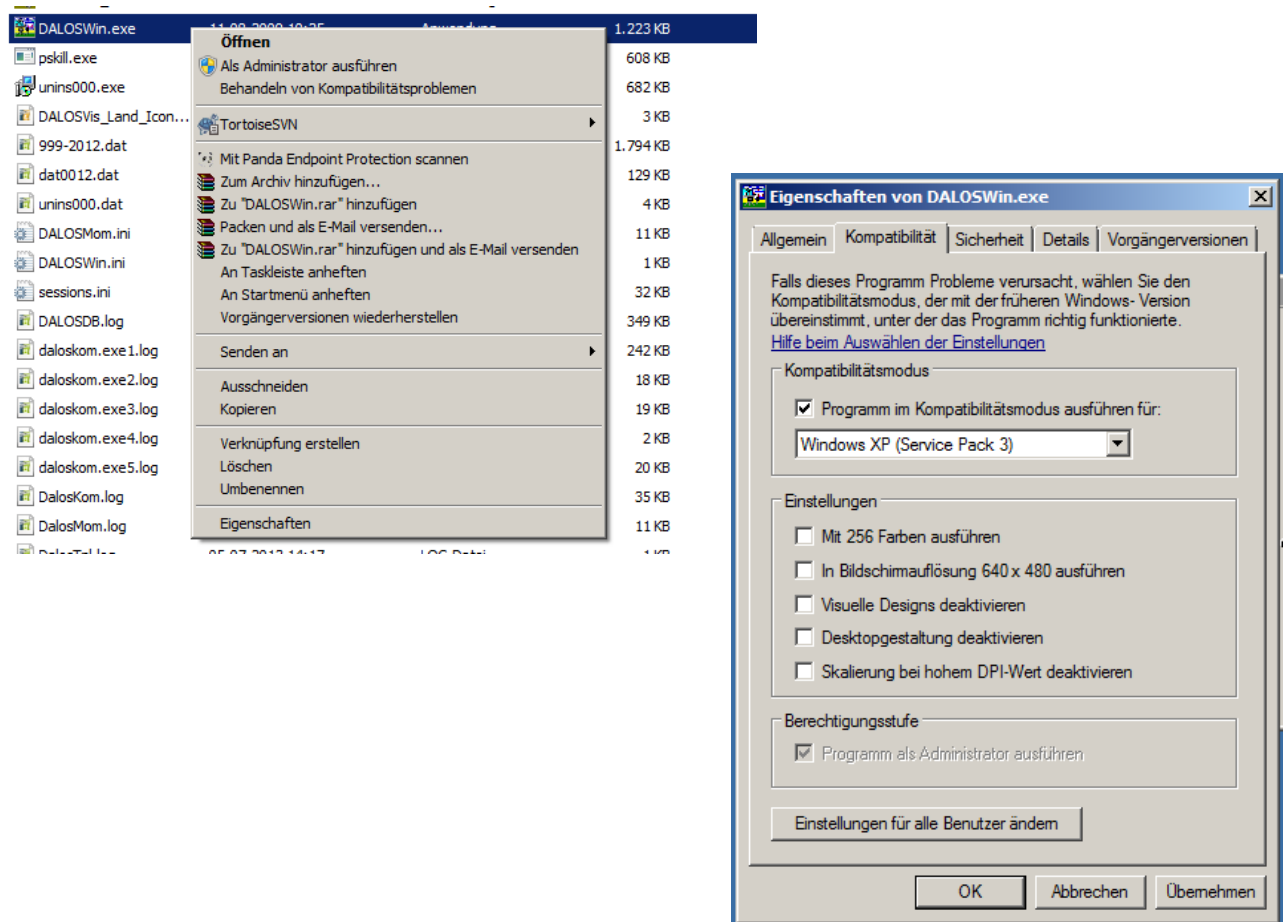 DALOSWin.exe 1.223 KB
pskill.exe 608 KB
unins000.exe 682 KB
DALOSVis_Land_Icon... 3 KB
999-2012.dat 1.794 KB
dat0012.dat 129 KB
unins000.dat 4 KB
DALOSMom.ini 11 KB
DALOSWin.ini 1 KB
sessions.ini 32 KB
DALOSDB.log 349 KB
daloskom.exe1.log 242 KB
daloskom.exe2.log 18 KB
daloskom.exe3.log 19 KB
daloskom.exe4.log 2 KB
daloskom.exe5.log 20 KB
DalosKom.log 35 KB
DalosMom.log 11 KB
Öffnen
Als Administrator ausführen
Behandeln von Kompatibilitätsproblemen
TortoiseSVN
Mit Panda Endpoint Protection scannen
Zum Archiv hinzufügen...
Zu "DALOSWin.rar" hinzufügen
Packen und als E-Mail versenden...
Zu "DALOSWin.rar" hinzufügen und als E-Mail versenden
An Taskleiste anheften
An Startmenü anheften
Vorgängerversionen wiederherstellen
Senden an
Ausschneiden
Kopieren
Verknüpfung erstellen
Löschen
Umbenennen
Eigenschaften
Eigenschaften von DALOSWin.exe
Allgemein Kompatibilität Sicherheit Details Vorgängerversionen
Falls dieses Programm Probleme verursacht, wählen Sie den
Kompatibilitätsmodus, der mit der früheren Windows- Version
übereinstimmt, unter der das Programm richtig funktionierte.
Hilfe beim Auswählen der Einstellungen
Kompatibilitätsmodus
Programm im Kompatibilitätsmodus ausführen für:
Windows XP (Service Pack 3)
Einstellungen
Mit 256 Farben ausführen
In Bildschirmauflösung 640 x 480 ausführen
Visuelle Designs deaktivieren
Desktopgestaltung deaktivieren
Skalierung bei hohem DPI-Wert deaktivieren
Berechtigungsstufe
Programm als Administrator ausführen
Einstellungen für alle Benutzer ändern
OK Abbrechen Übernehmen